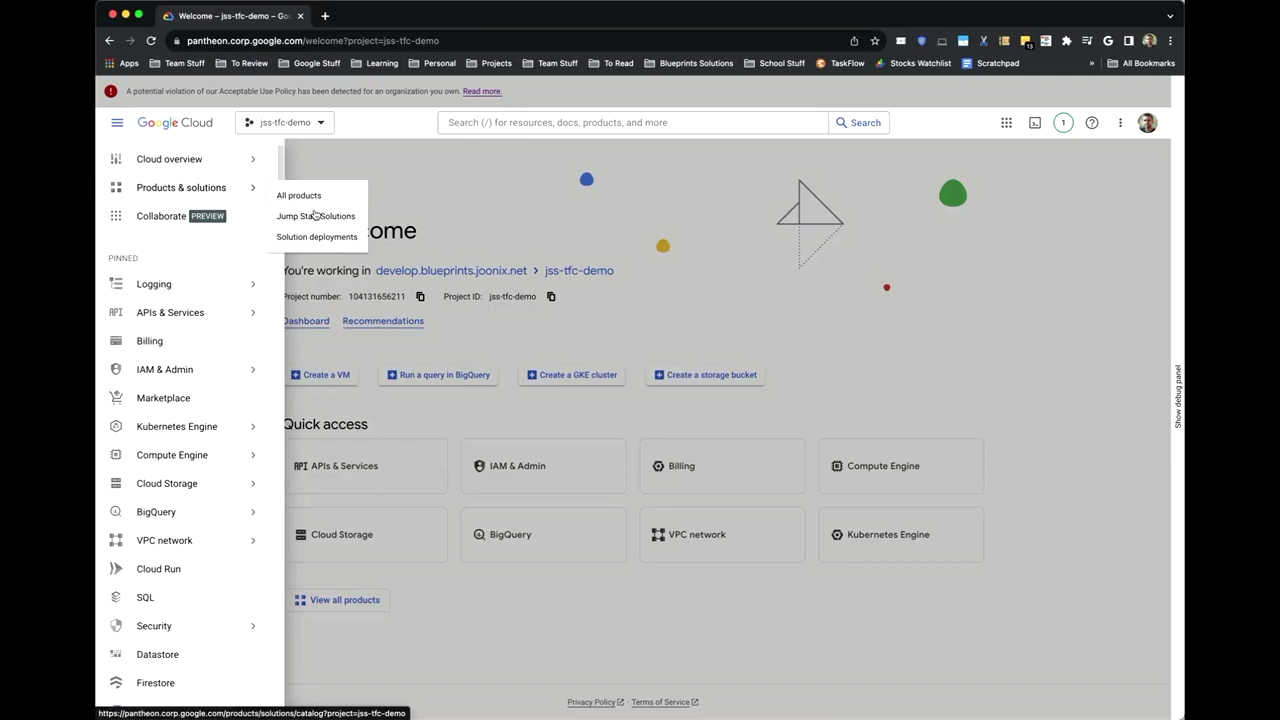 Welcome – jss-tfc-demo – Goo
pantheon.corp.google.com/welcome?project=jss-tfc-demo
13
Apps Team Stuff To Review Google Stuff Learning Personal Projects Team Stuff To Read Blueprints Solutions School Stuff TaskFlow Stocks Watchlist Scratchpad » All Bookmarks
A potential violation of our Acceptable Use Policy has been detected for an organization you own. Read more.
Google Cloud jss-tfc-demo Search (/) for resources, docs, products, and more Search 1
Cloud overview
Products & solutions
Collaborate PREVIEW
All products
Jump Start Solutions
Solution deployments
PINNED
Logging
API APIs & Services
Billing
IAM & Admin
Marketplace
Kubernetes Engine
Compute Engine
Cloud Storage
BigQuery
VPC network
Cloud Run
SQL
Security
Datastore
Firestore
come
You're working in develop.blueprints.joonix.net > jss-tfc-demo
Project number: 104131656211 Project ID: jss-tfc-demo
Dashboard Recommendations
Create a VM Run a query in BigQuery Create a GKE cluster Create a storage bucket
Quick access
API APIs & Services IAM & Admin Billing Compute Engine
Cloud Storage BigQuery VPC network Kubernetes Engine
View all products
Privacy Policy Terms of Service
Show debug panel
https://pantheon.corp.google.com/products/solutions/catalog?project=jss-tfc-demo